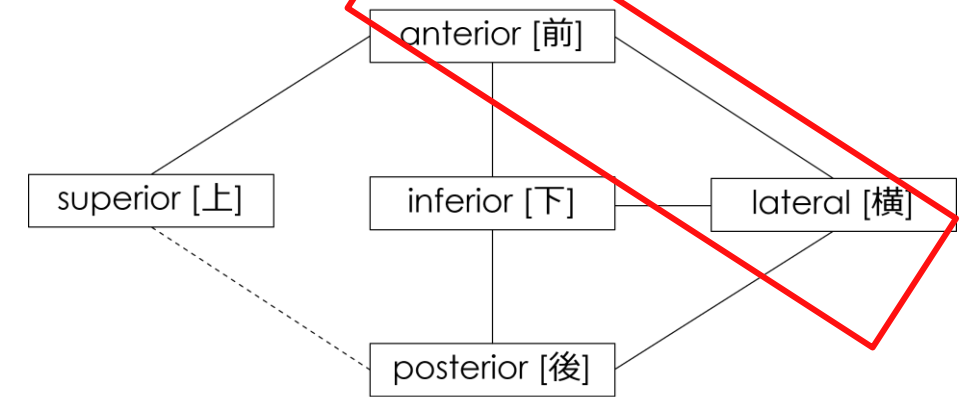 anterior [前]
superior [上]
inferior [下]
lateral [横]
posterior [後]